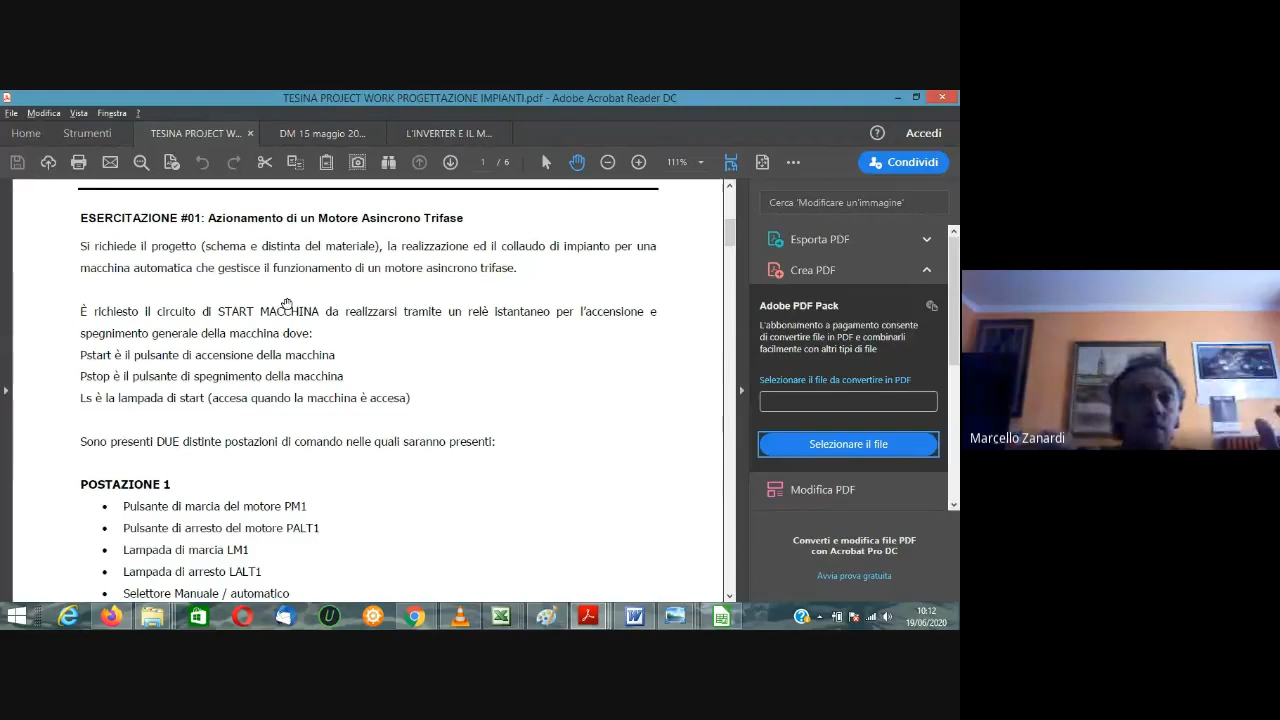 TESINA PROJECT WORK PROGETTAZIONE IMPIANTI.pdf - Adobe Acrobat Reader DC
File Modifica Vista Finestra ?
Home Strumenti TESINA PROJECT W... × DM 15 maggio 20... L'INVERTER E IL M... Accedi
1 / 6 111% Condividi
ESERCITAZIONE #01: Azionamento di un Motore Asincrono Trifase
Si richiede il progetto (schema e distinta del materiale), la realizzazione ed il collaudo di impianto per una
macchina automatica che gestisce il funzionamento di un motore asincrono trifase.
È richiesto il circuito di START MACCHINA da realizzarsi tramite un relè istantaneo per l'accensione e
spegnimento generale della macchina dove:
Pstart è il pulsante di accensione della macchina
Pstop è il pulsante di spegnimento della macchina
Ls è la lampada di start (accesa quando la macchina è accesa)
Sono presenti DUE distinte postazioni di comando nelle quali saranno presenti:
POSTAZIONE 1
• Pulsante di marcia del motore PM1
• Pulsante di arresto del motore PALT1
• Lampada di marcia LM1
• Lampada di arresto LALT1
• Selettore Manuale / automatico
Cerca 'Modificare un'immagine'
Esporta PDF
Crea PDF
Adobe PDF Pack
L'abbonamento a pagamento consente
di convertire file in PDF e combinarli
facilmente con altri tipi di file
Selezionare il file da convertire in PDF
Selezionare il file
Modifica PDF
Converti e modifica file PDF
con Acrobat Pro DC
Avvia prova gratuita
10:12
19/06/2020
Marcello Zanardi